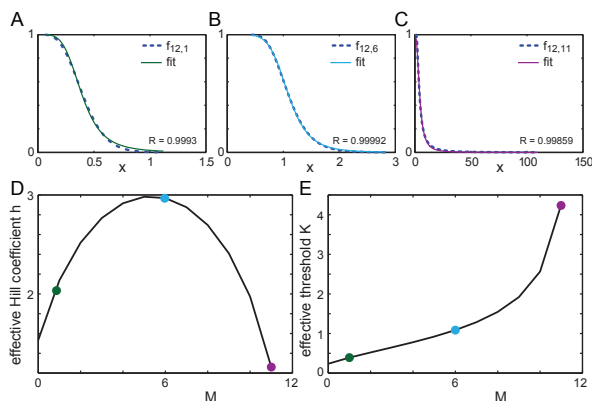 A
1
0
0
0.5
1
1.5
x
f12,1
fit
R = 0.9993
B
1
0
0
1
2
3
x
f12,6
fit
R = 0.99992
C
1
0
0
50
100
150
x
f12,11
fit
R = 0.99859
D
effective Hill coefficient h
3
2
0
6
12
M
E
effective threshold K
4
3
2
1
0
0
6
12
M